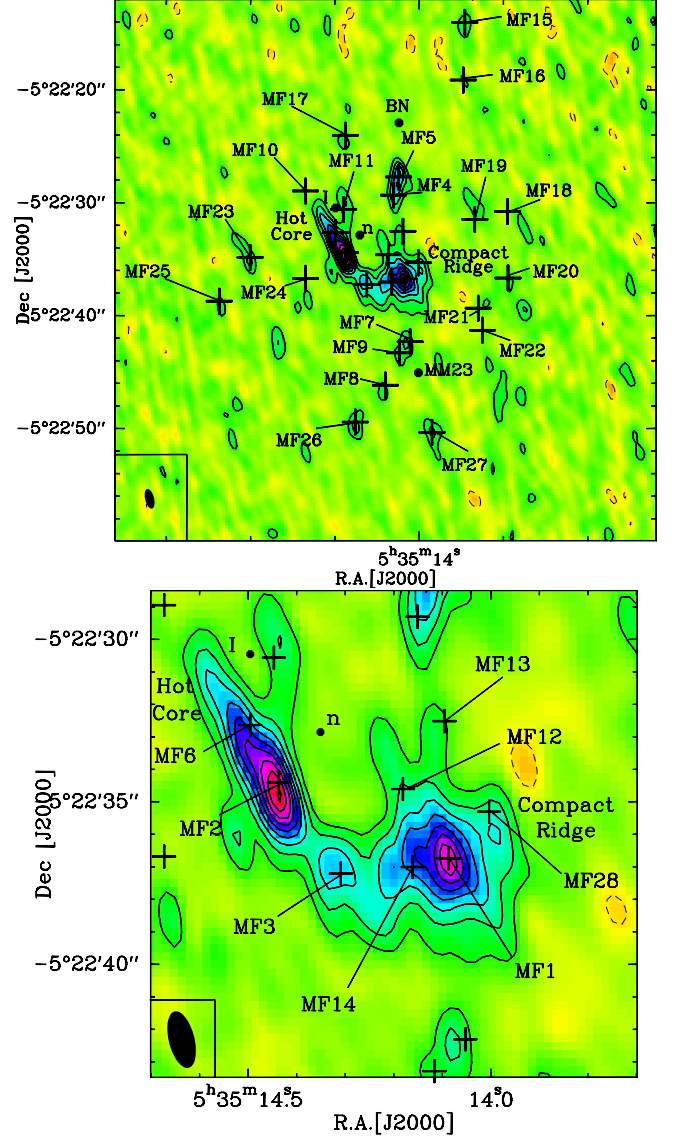 MF15
MF16
−5°22′20″
MF17
BN
MF5
MF10
MF11
MF19
MF4
MF18
−5°22′30″
I
MF23
Hot
Core
n
Compact
Ridge
MF25
MF24
MF20
Dec [J2000]
−5°22′40″
MF7
MF21
MF9
MF22
MF8
MM23
−5°22′50″
MF26
MF27
5ʰ35ᵐ14ˢ
R.A.[J2000]
−5°22′30″
I
MF13
Hot
Core
n
MF6
MF12
−5°22′35″
Compact
Ridge
MF2
Dec [J2000]
MF28
MF3
−5°22′40″
MF1
MF14
5ʰ35ᵐ14ˢ.5
14ˢ.0
R.A.[J2000]